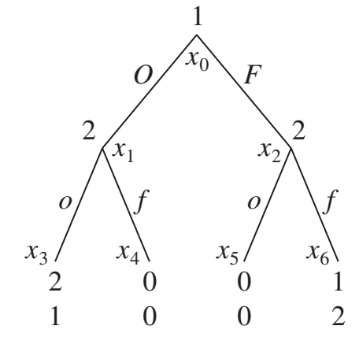 1
x0
O F
2 2
x1 x2
o f o f
x3 x4 x5 x6
2 0 0 1
1 0 0 2